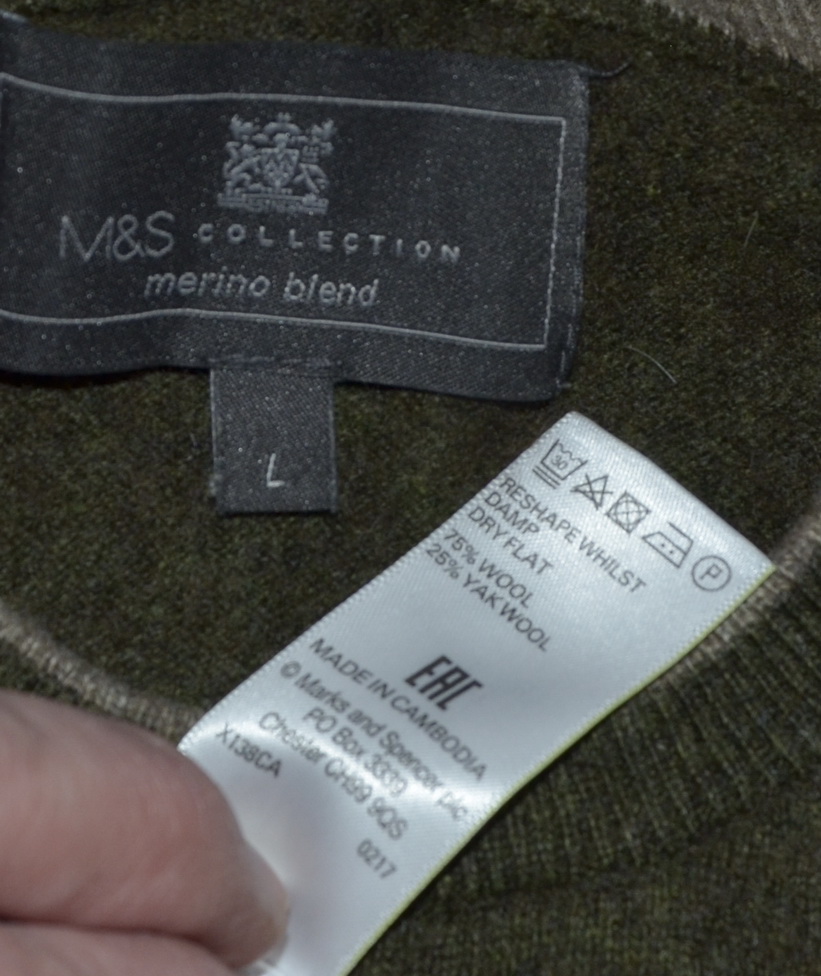 M&S COLLECTION
merino blend
L
30
P
RESHAPE WHILST
DAMP
DRY FLAT
75% WOOL
25% YAK WOOL
EAC
MADE IN CAMBODIA
© Marks and Spencer plc
PO Box 3339
Chester CH99 9QS
X138CA
0217